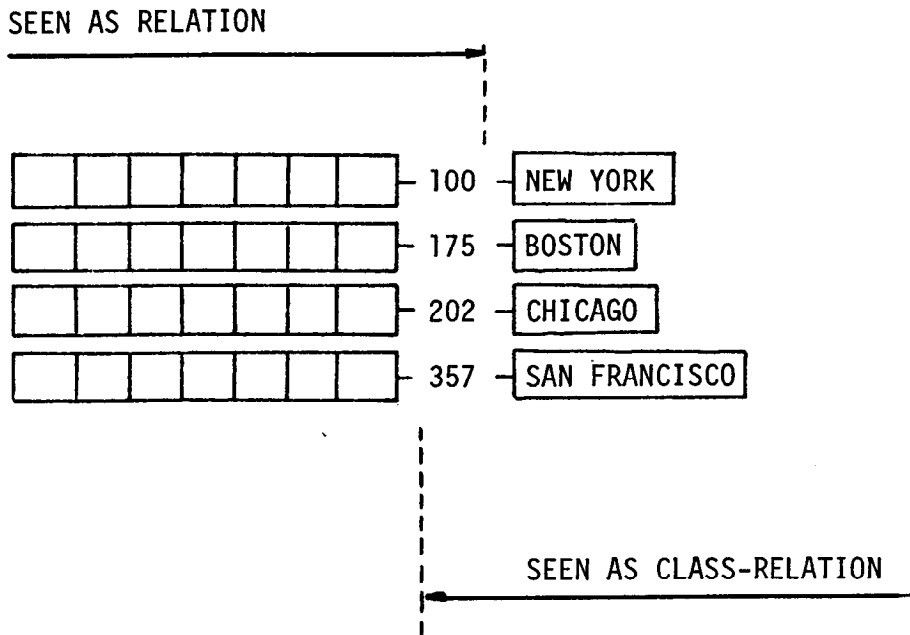 SEEN AS RELATION
100 NEW YORK
175 BOSTON
202 CHICAGO
357 SAN FRANCISCO
SEEN AS CLASS-RELATION